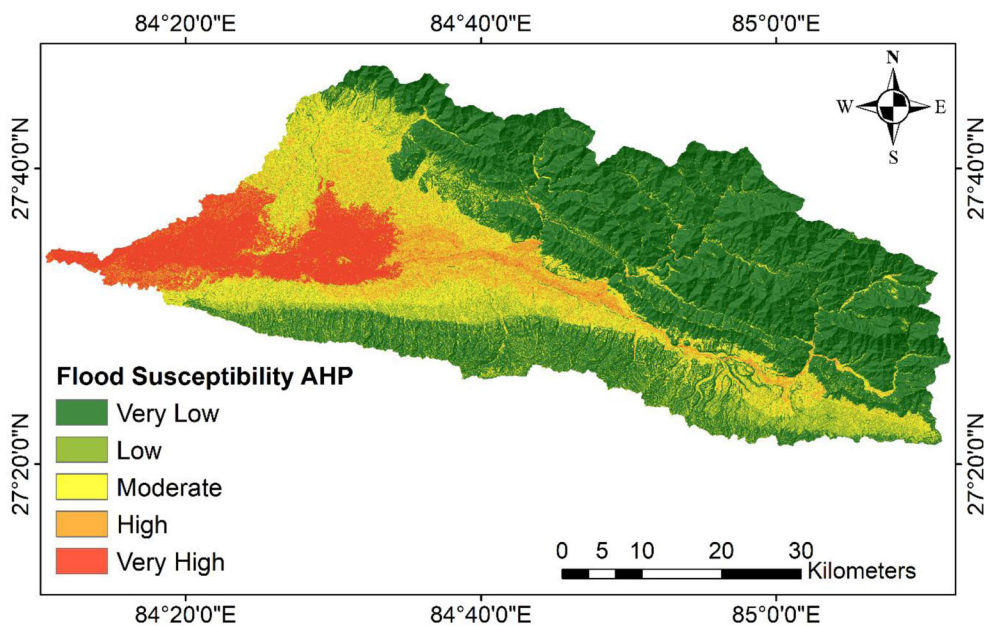 84°20'0"E 84°40'0"E 85°0'0"E
N
W E
S
27°40'0"N 27°40'0"N
27°20'0"N 27°20'0"N
Flood Susceptibility AHP
Very Low
Low
Moderate
High
Very High
0 5 10 20 30
Kilometers
84°20'0"E 84°40'0"E 85°0'0"E